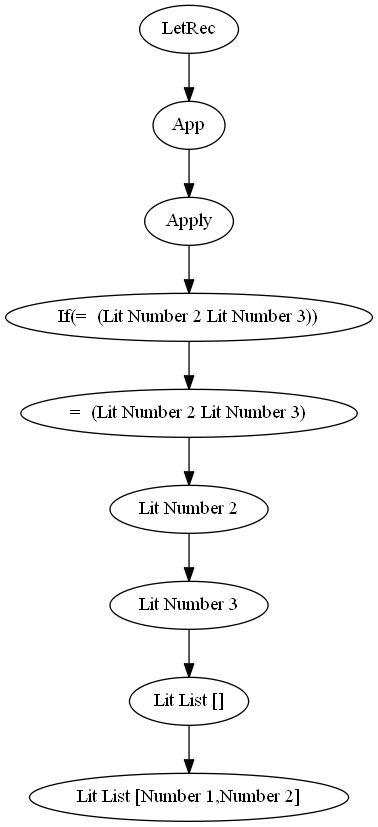 LetRec
App
Apply
If(= (Lit Number 2 Lit Number 3))
= (Lit Number 2 Lit Number 3)
Lit Number 2
Lit Number 3
Lit List []
Lit List [Number 1,Number 2]